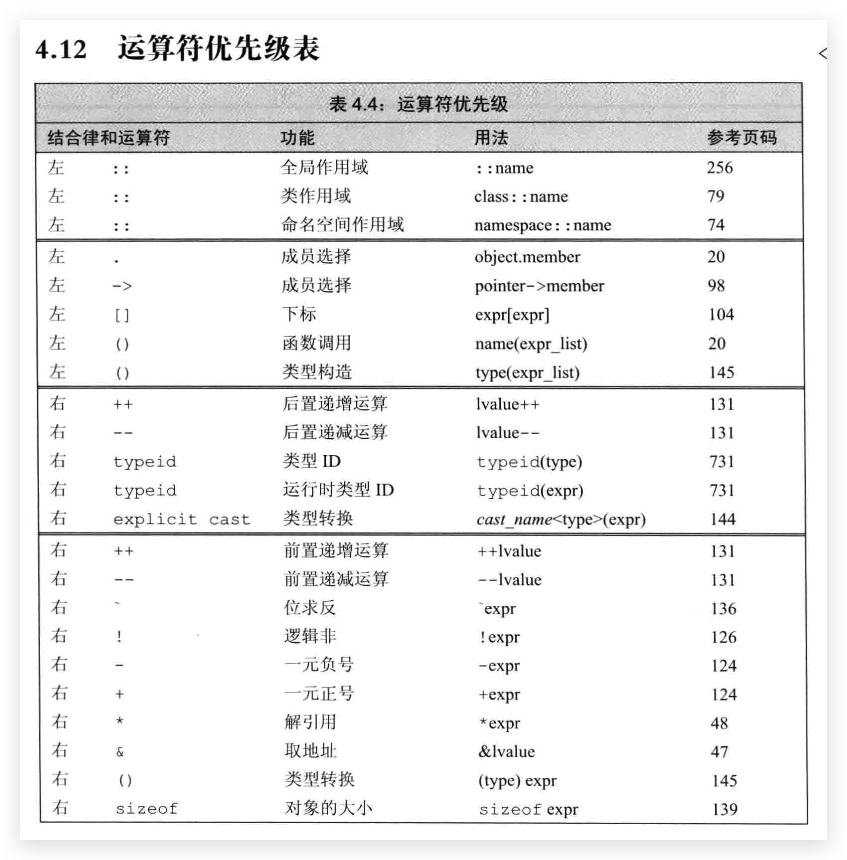 4.12 运算符优先级表
<
表 4.4：运算符优先级
结合律和运算符 功能 用法 参考页码
左 :: 全局作用域 ::name 256
左 :: 类作用域 class::name 79
左 :: 命名空间作用域 namespace::name 74
左 . 成员选择 object.member 20
左 -> 成员选择 pointer->member 98
左 [] 下标 expr[expr] 104
左 () 函数调用 name(expr_list) 20
左 () 类型构造 type(expr_list) 145
右 ++ 后置递增运算 lvalue++ 131
右 -- 后置递减运算 lvalue-- 131
右 typeid 类型 ID typeid(type) 731
右 typeid 运行时类型 ID typeid(expr) 731
右 explicit cast 类型转换 cast_name<type>(expr) 144
右 ++ 前置递增运算 ++lvalue 131
右 -- 前置递减运算 --lvalue 131
右 ~ 位求反 ~expr 136
右 ! 逻辑非 !expr 126
右 - 一元负号 -expr 124
右 + 一元正号 +expr 124
右 * 解引用 *expr 48
右 & 取地址 &lvalue 47
右 () 类型转换 (type) expr 145
右 sizeof 对象的大小 sizeof expr 139